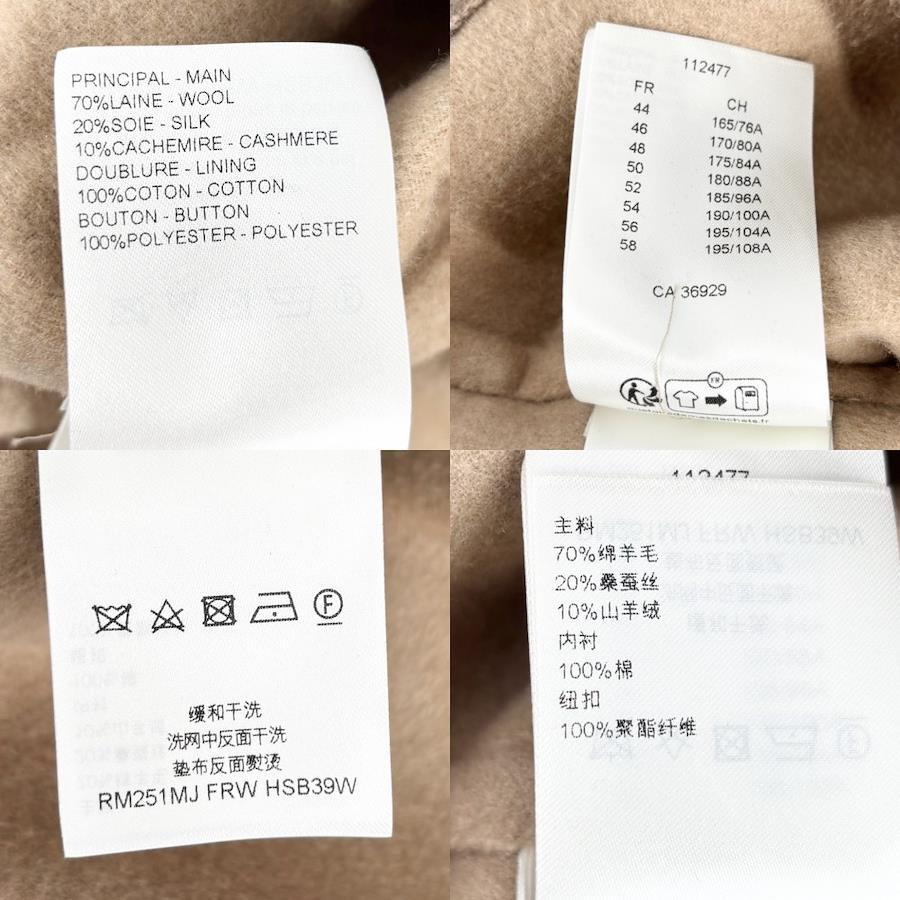 PRINCIPAL - MAIN
70%LAINE - WOOL
20%SOIE - SILK
10%CACHEMIRE - CASHMERE
DOUBLURE - LINING
100%COTON - COTTON
BOUTON - BUTTON
100%POLYESTER - POLYESTER
112477
FR CH
44 165/76A
46 170/80A
48 175/84A
50 180/88A
52 185/96A
54 190/100A
56 195/104A
58 195/108A
CA 36929
FR
F
缓和干洗
洗网中反面干洗
垫布反面熨烫
RM251MJ FRW HSB39W
112477
主料
70%绵羊毛
20%桑蚕丝
10%山羊绒
内衬
100%棉
纽扣
100%聚酯纤维